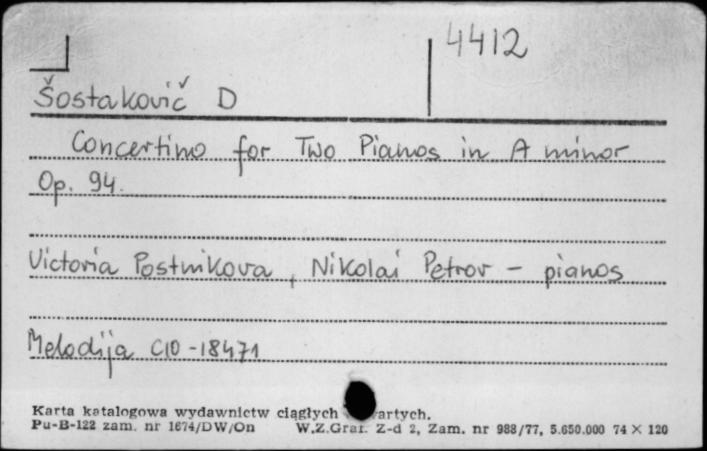 4412
Šostakovič D
Concertino for Two Pianos in A minor
Op. 94.
Victoria Postnikova, Nikolai Petrov - pianos
Melodija C10-18471
Karta katalogowa wydawnictw ciągłych
Pu-B-122 zam. nr 1674/DW/On W.Z.Graf. Z-d 2, Zam. nr 988/77, 5.650.000 74 × 120